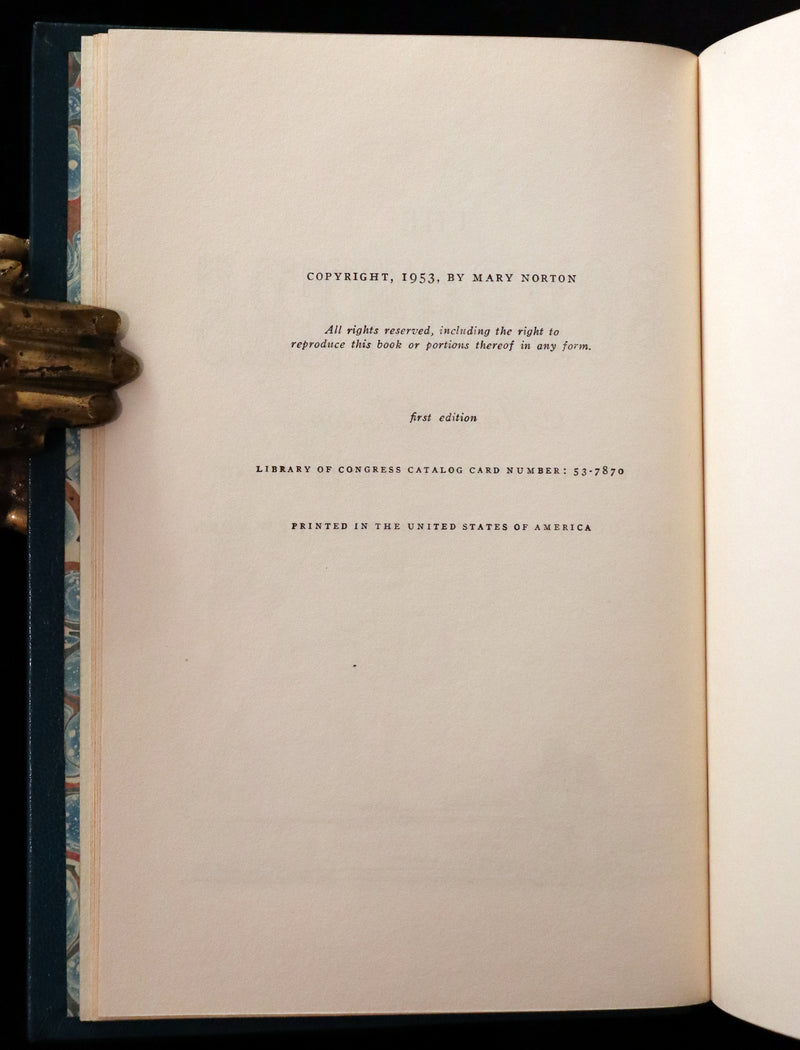 COPYRIGHT, 1953, BY MARY NORTON
All rights reserved, including the right to
reproduce this book or portions thereof in any form.
first edition
LIBRARY OF CONGRESS CATALOG CARD NUMBER: 53-7870
PRINTED IN THE UNITED STATES OF AMERICA